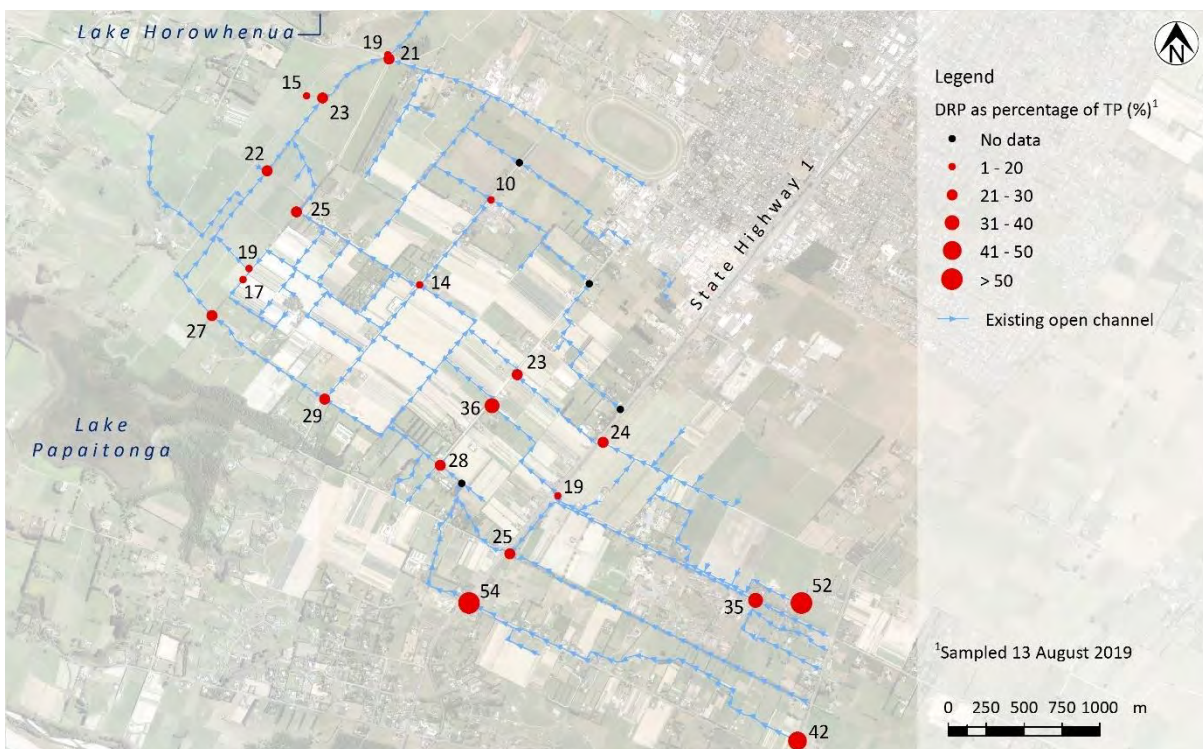 Lake Horowhenua
19
21
15
23
22
25
10
19
17
14
27
29
23
36
24
28
19
25
54
35
52
42
State Highway 1
Lake
Papaitonga
N
Legend
DRP as percentage of TP (%)¹
No data
1 - 20
21 - 30
31 - 40
41 - 50
> 50
Existing open channel
¹Sampled 13 August 2019
0 250 500 750 1000 m